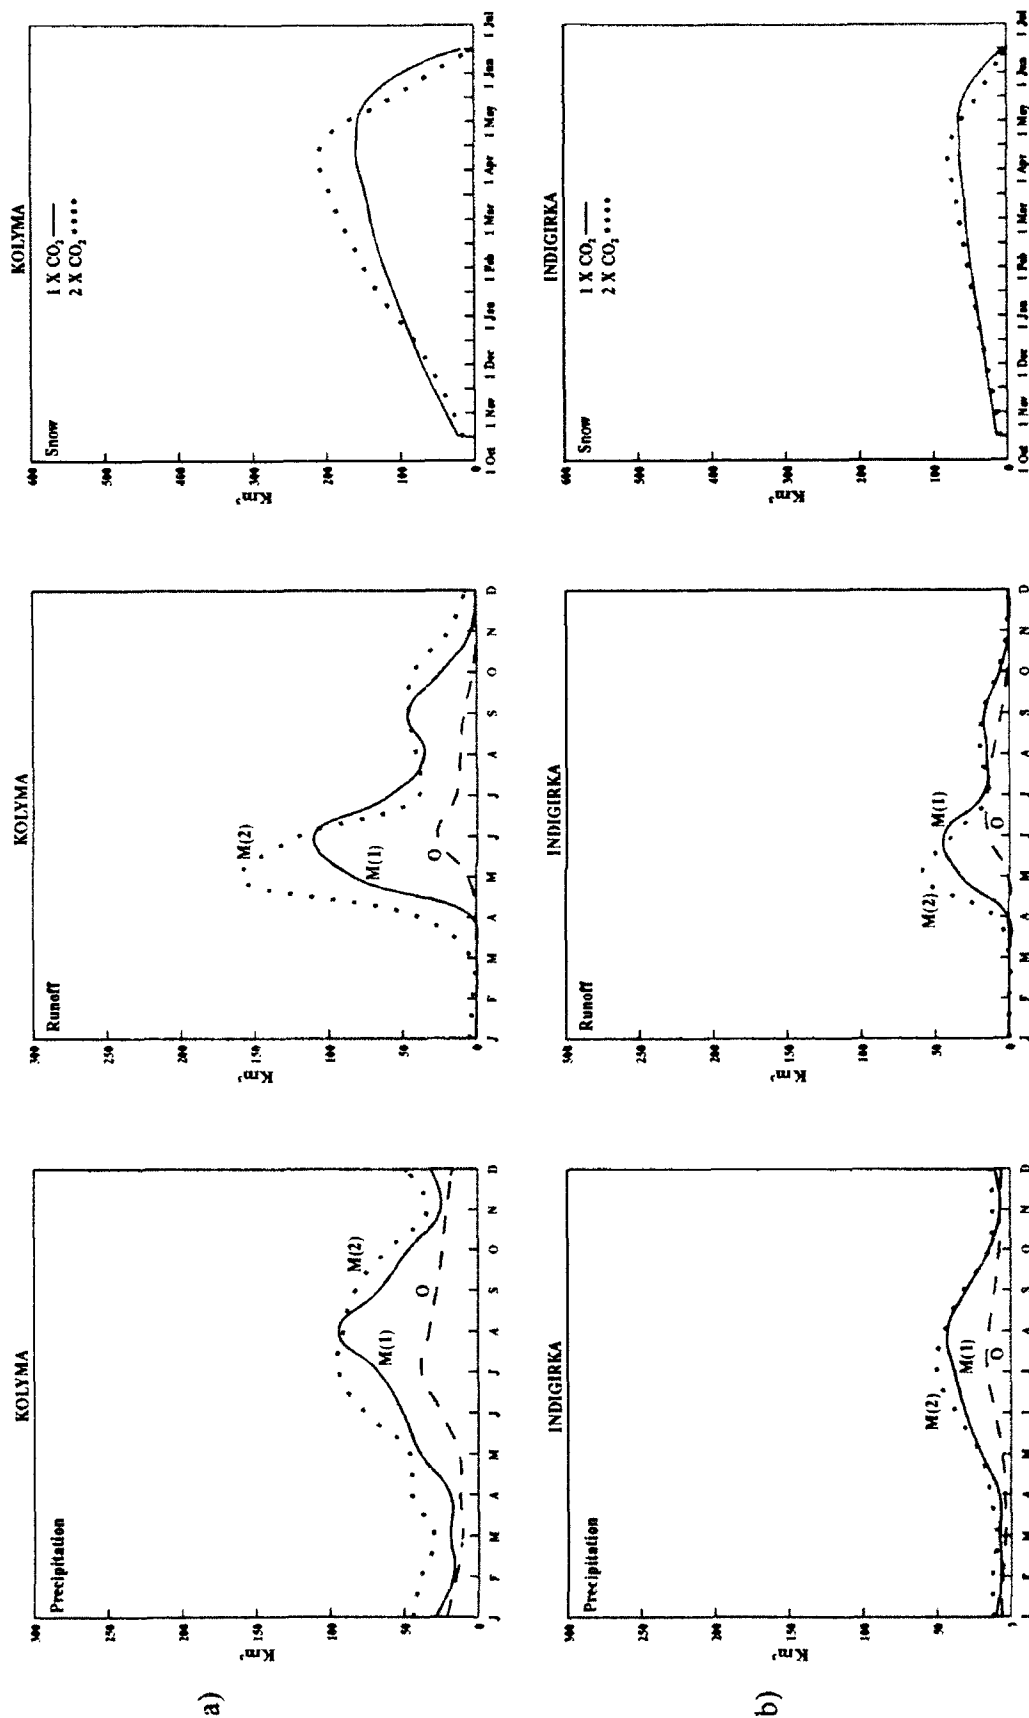 a)
KOLYMA
Precipitation
Km³
300
250
200
150
100
50
0
M(1)
M(2)
O
J F M A M J J A S O N D
KOLYMA
Runoff
Km³
300
250
200
150
100
50
0
M(2)
M(1)
O
J F M A M J J A S O N D
KOLYMA
Snow
1 X CO₂
2 X CO₂
Km³
600
500
400
300
200
100
0
1 Oct 1 Nov 1 Dec 1 Jan 1 Feb 1 Mar 1 Apr 1 May 1 Jun 1 Jul
b)
INDIGIRKA
Precipitation
Km³
300
250
200
150
100
50
M(2)
M(1)
O
J F M A M J J A S O N D
INDIGIRKA
Runoff
Km³
300
250
200
150
100
50
0
M(2)
M(1)
O
J F M A M J J A S O N D
INDIGIRKA
Snow
1 X CO₂
2 X CO₂
Km³
600
500
400
300
200
100
0
1 Oct 1 Nov 1 Dec 1 Jan 1 Feb 1 Mar 1 Apr 1 May 1 Jun 1 Jul